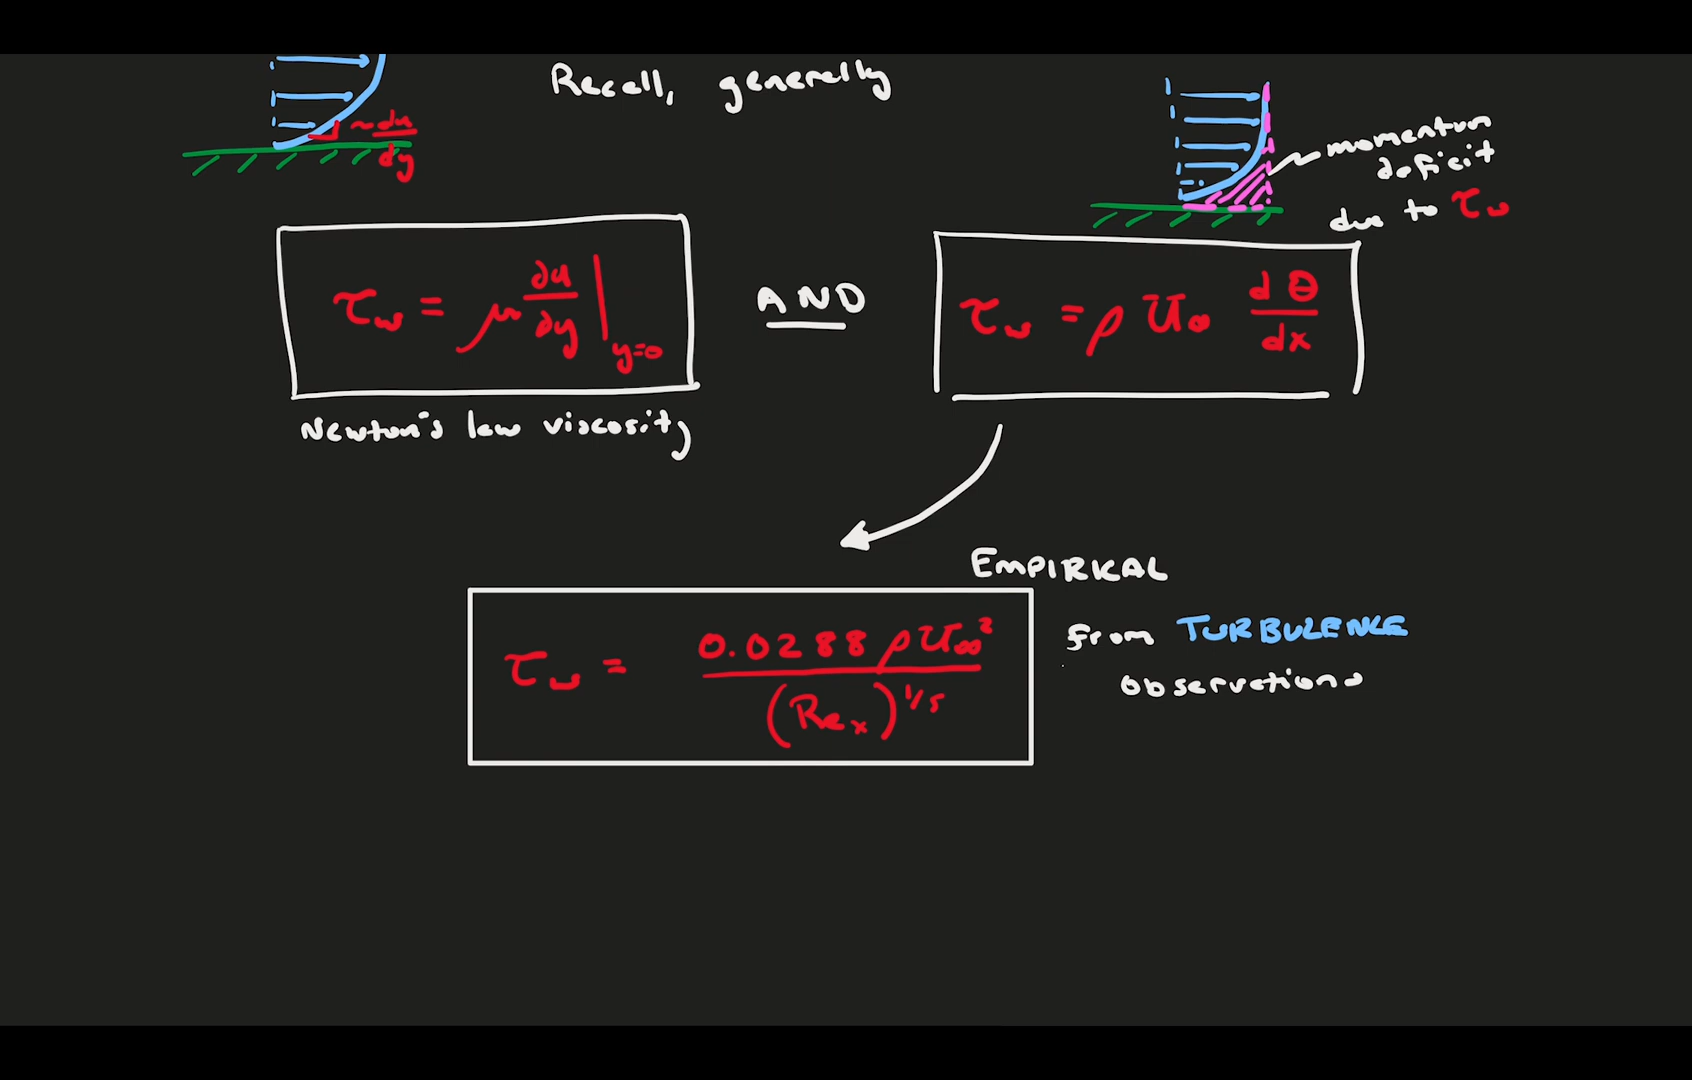 Recall, generally
~ du/dy
momentum
deficit
due to τw
τw = μ ∂u/∂y |y=0
AND
τw = ρ U∞ dΘ/dx
Newton's law viscosity
EMPIRICAL
τw = 0.0288 ρU∞² / (Rex)^1/5
from TURBULENCE
observations